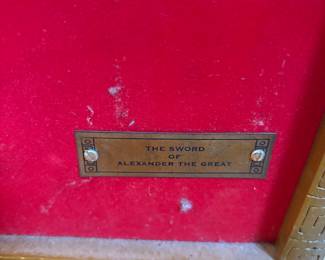 THE SWORD
OF
ALEXANDER THE GREAT